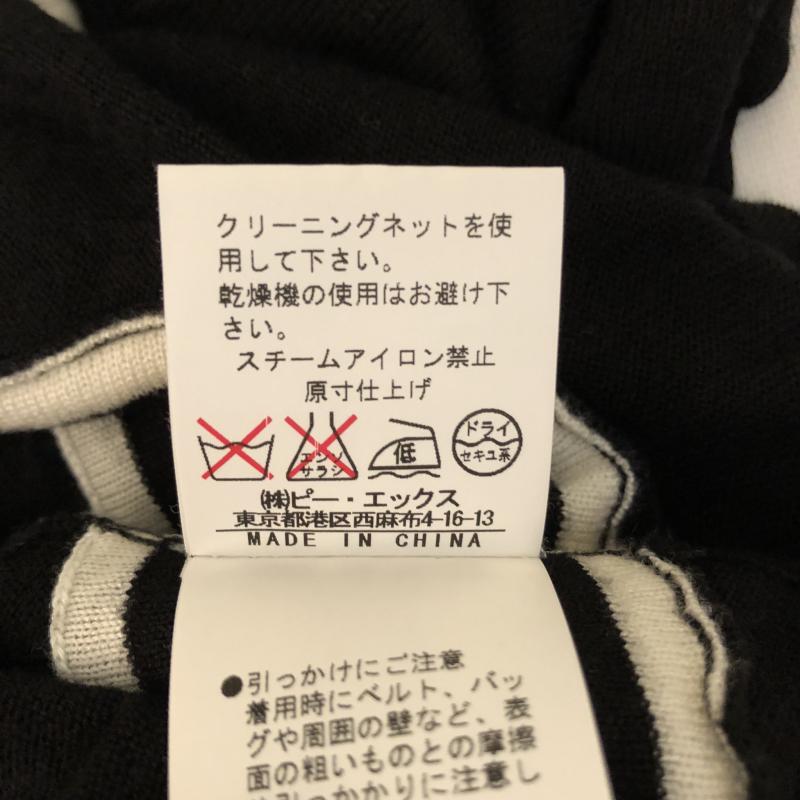 クリーニングネットを使
用して下さい。
乾燥機の使用はお避け下
さい。
スチームアイロン禁止
原寸仕上げ
エンソ
サラシ
低
ドライ
セキユ系
㈱ピー・エックス
東京都港区西麻布4-16-13
MADE IN CHINA
●引っかけにご注意
着用時にベルト、バッ
グや周囲の壁など、表
面の粗いものとの摩擦
や引っかかりに注意し